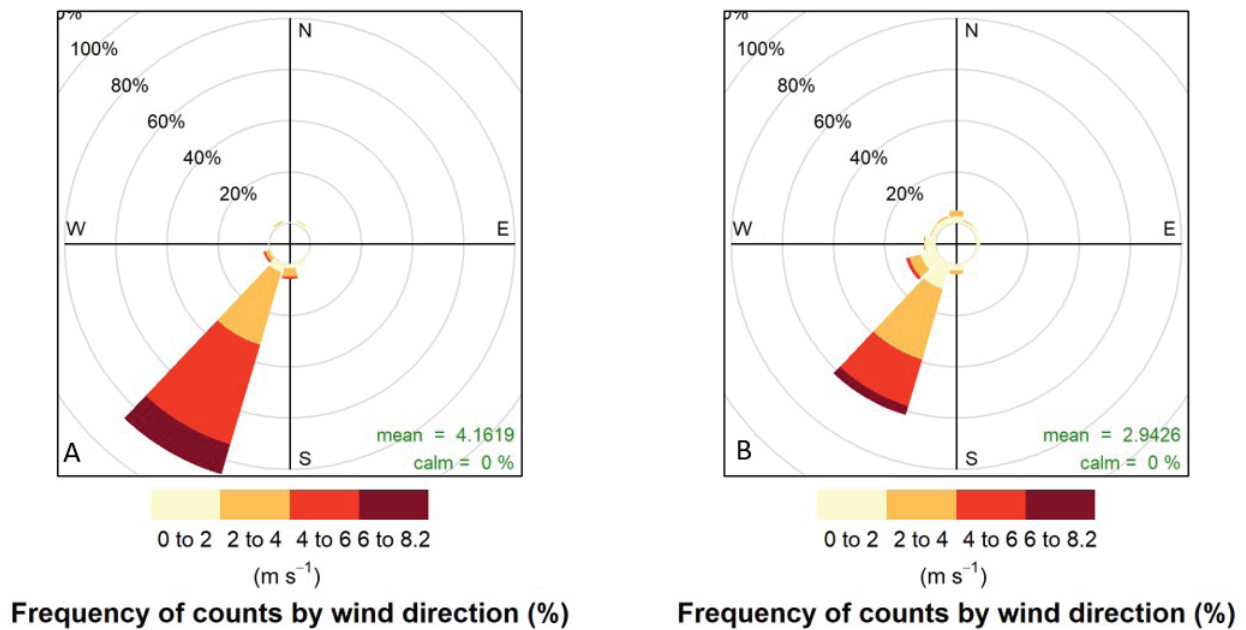 0%
N
100%
80%
60%
40%
20%
W
E
S
mean = 4.1619
calm = 0 %
A
0 to 2 2 to 4 4 to 6 6 to 8.2
(m s⁻¹)
Frequency of counts by wind direction (%)
0%
N
100%
80%
60%
40%
20%
W
E
S
mean = 2.9426
calm = 0 %
B
0 to 2 2 to 4 4 to 6 6 to 8.2
(m s⁻¹)
Frequency of counts by wind direction (%)